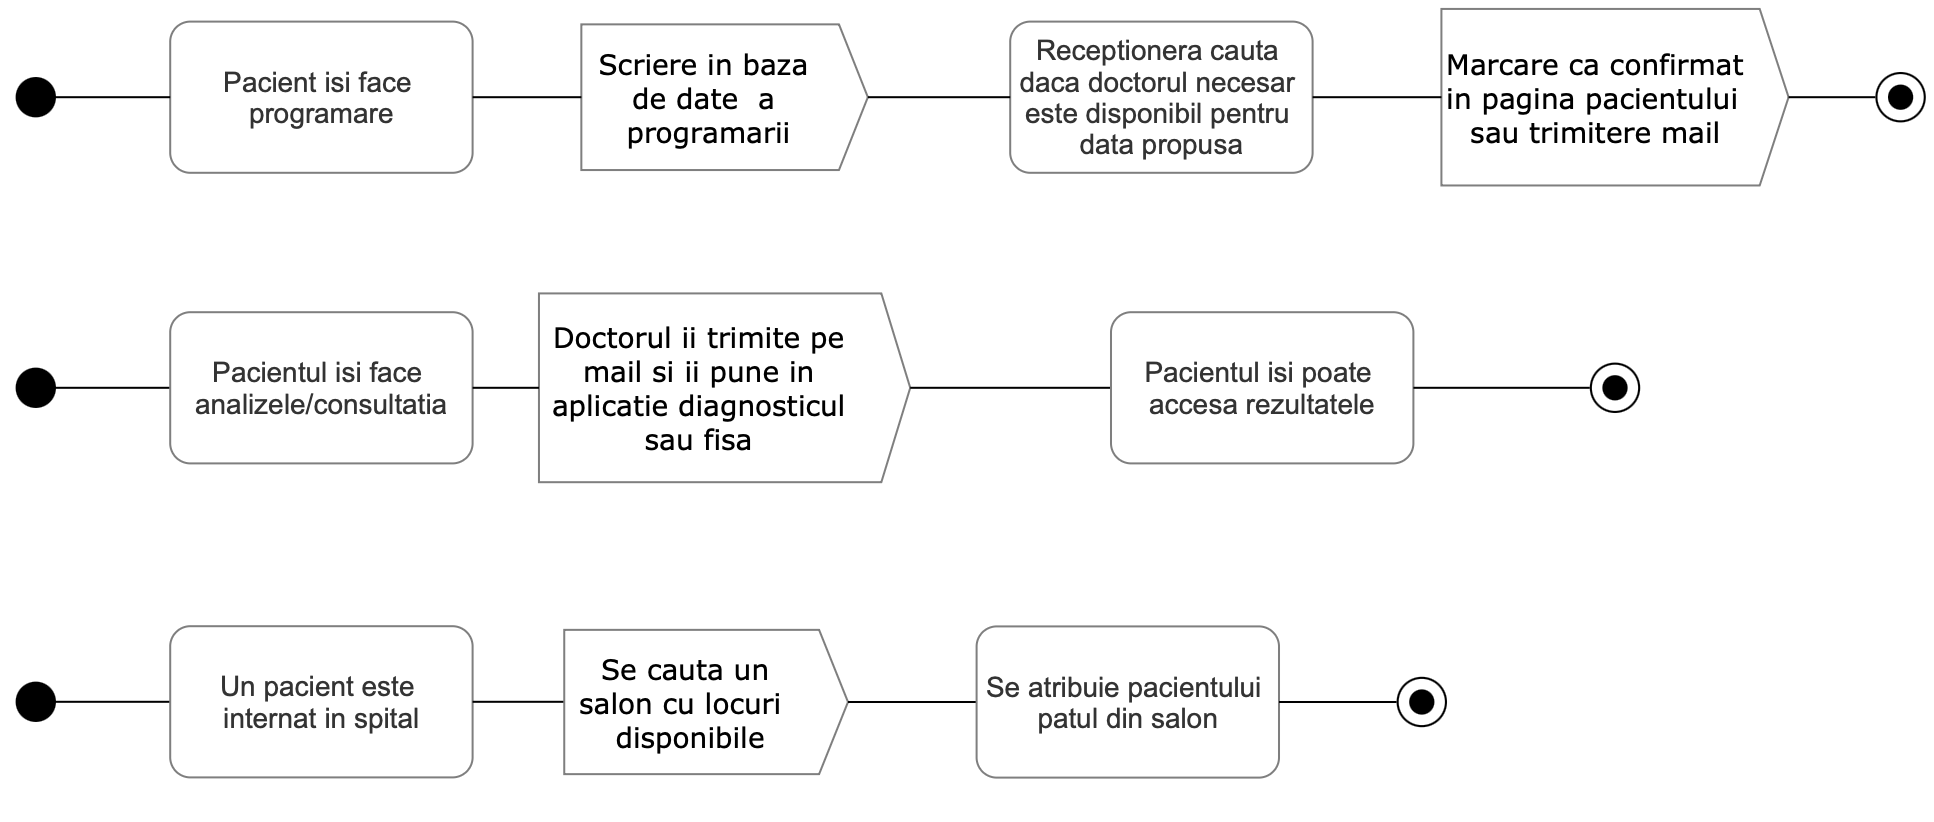 Pacient isi face
programare
Scriere in baza
de date a
programarii
Receptionera cauta
daca doctorul necesar
este disponibil pentru
data propusa
Marcare ca confirmat
in pagina pacientului
sau trimitere mail
Pacientul isi face
analizele/consultatia
Doctorul ii trimite pe
mail si ii pune in
aplicatie diagnosticul
sau fisa
Pacientul isi poate
accesa rezultatele
Un pacient este
internat in spital
Se cauta un
salon cu locuri
disponibile
Se atribuie pacientului
patul din salon